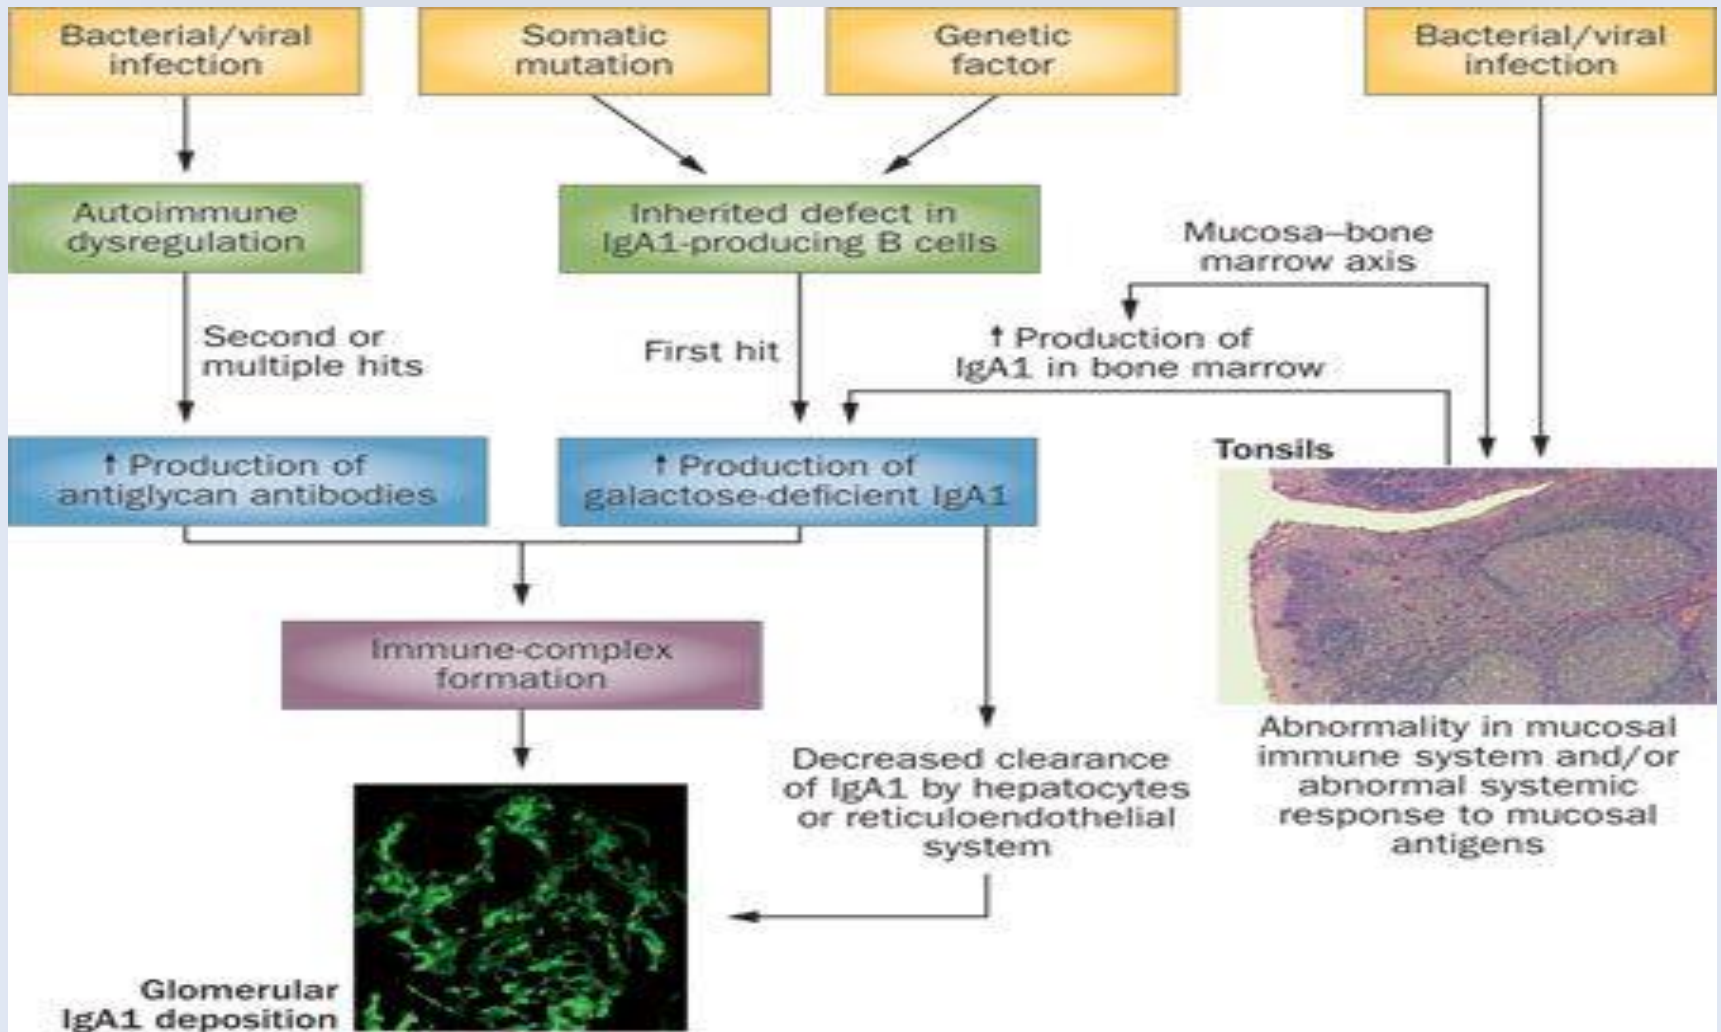 Bacterial/viral
infection
Somatic
mutation
Genetic
factor
Bacterial/viral
infection
Autoimmune
dysregulation
Inherited defect in
IgA1-producing B cells
Mucosa–bone
marrow axis
Second or
multiple hits
First hit
↑ Production of
IgA1 in bone marrow
↑ Production of
antiglycan antibodies
↑ Production of
galactose-deficient IgA1
Tonsils
Immune-complex
formation
Decreased clearance
of IgA1 by hepatocytes
or reticuloendothelial
system
Abnormality in mucosal
immune system and/or
abnormal systemic
response to mucosal
antigens
Glomerular
IgA1 deposition